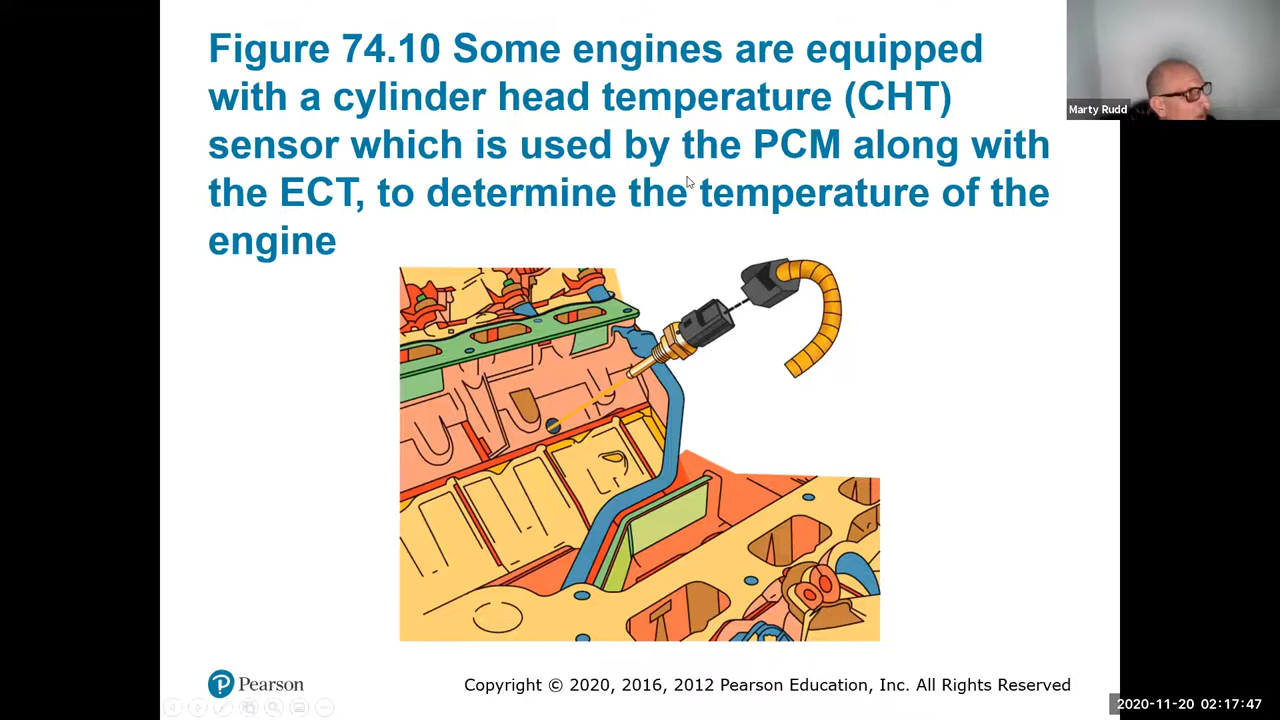 Figure 74.10 Some engines are equipped
with a cylinder head temperature (CHT)
sensor which is used by the PCM along with
the ECT, to determine the temperature of the
engine
Marty Rudd
Pearson
Copyright © 2020, 2016, 2012 Pearson Education, Inc. All Rights Reserved
2020-11-20 02:17:47